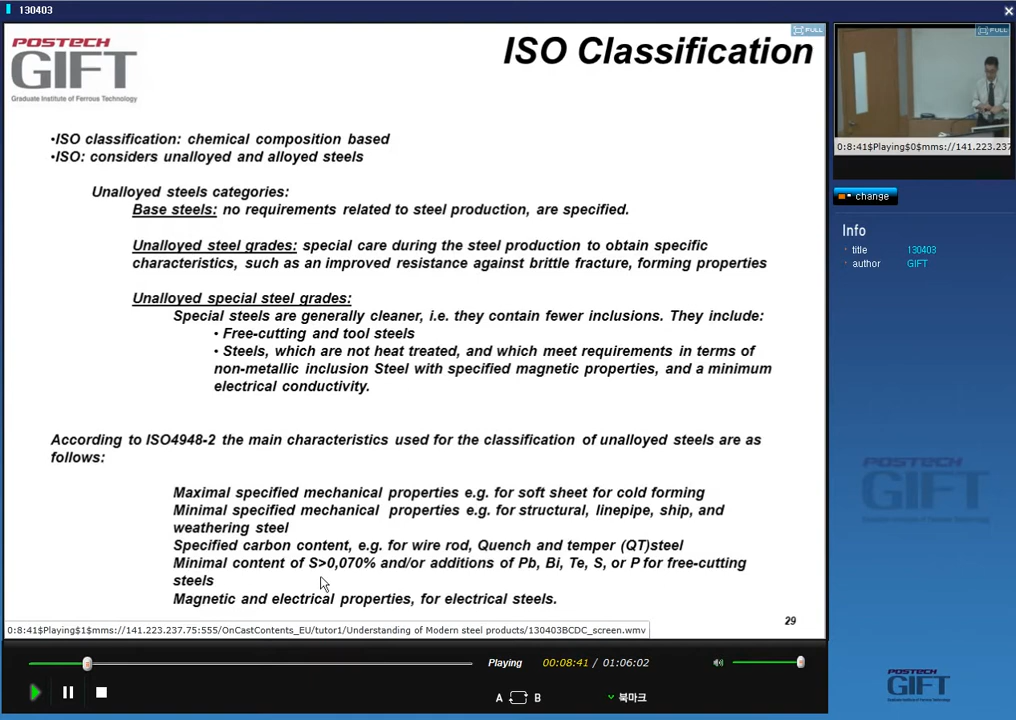 130403
POSTECH
GIFT
Graduate Institute of Ferrous Technology
FULL
ISO Classification
•ISO classification: chemical composition based
•ISO: considers unalloyed and alloyed steels
Unalloyed steels categories:
Base steels: no requirements related to steel production, are specified.
Unalloyed steel grades: special care during the steel production to obtain specific
characteristics, such as an improved resistance against brittle fracture, forming properties
Unalloyed special steel grades:
Special steels are generally cleaner, i.e. they contain fewer inclusions. They include:
• Free-cutting and tool steels
• Steels, which are not heat treated, and which meet requirements in terms of
non-metallic inclusion Steel with specified magnetic properties, and a minimum
electrical conductivity.
According to ISO4948-2 the main characteristics used for the classification of unalloyed steels are as
follows:
Maximal specified mechanical properties e.g. for soft sheet for cold forming
Minimal specified mechanical properties e.g. for structural, linepipe, ship, and
weathering steel
Specified carbon content, e.g. for wire rod, Quench and temper (QT)steel
Minimal content of S>0,070% and/or additions of Pb, Bi, Te, S, or P for free-cutting
steels
Magnetic and electrical properties, for electrical steels.
29
0:8:41$Playing$1$mms://141.223.237.75:555/OnCastContents_EU/tutor1/Understanding of Modern steel products/130403BCDC_screen.wmv
Playing
00:08:41 / 01:06:02
A B
북마크
FULL
0:8:41$Playing$0$mms://141.223.237
change
Info
title 130403
author GIFT
POSTECH
GIFT
POSTECH
GIFT